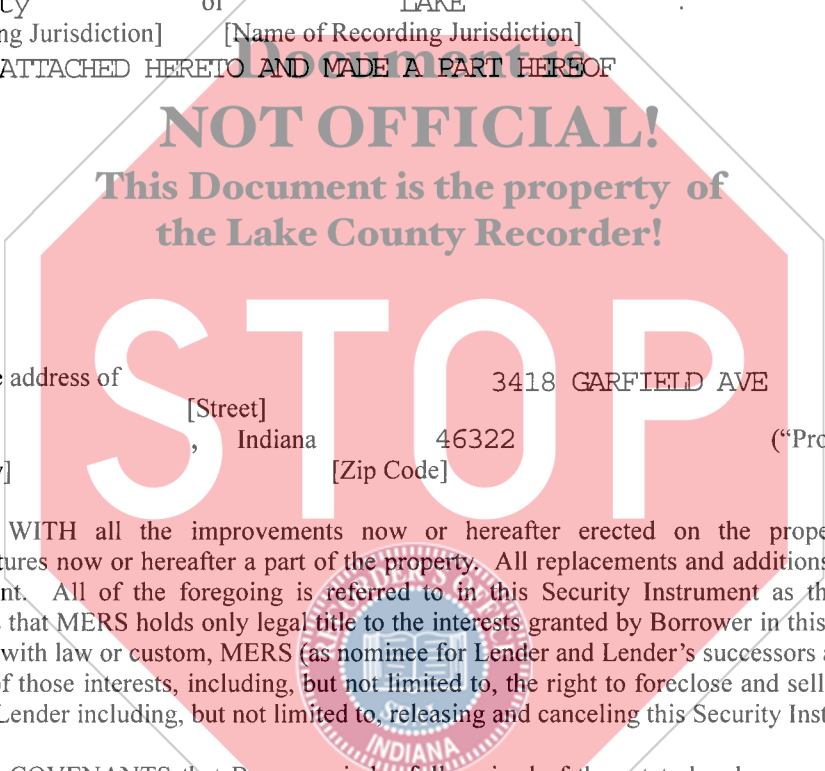 of LAKE .
ng Jurisdiction] [Name of Recording Jurisdiction]
Document is
ATTACHED HERETO AND MADE A PART HEREOF
NOT OFFICIAL!
This Document is the property of
the Lake County Recorder!
STOP
address of 3418 GARFIELD AVE
[Street]
, Indiana 46322 ("Pro
] [Zip Code]
WITH all the improvements now or hereafter erected on the prope
tures now or hereafter a part of the property. All replacements and additions
nt. All of the foregoing is referred to in this Security Instrument as th
that MERS holds only legal title to the interests granted by Borrower in this
with law or custom, MERS (as nominee for Lender and Lender's successors a
f those interests, including, but not limited to, the right to foreclose and sell
Lender including, but not limited to, releasing and canceling this Security Inst
RECORDER'S OFFICE
SEAL
INDIANA
COVENANTS that